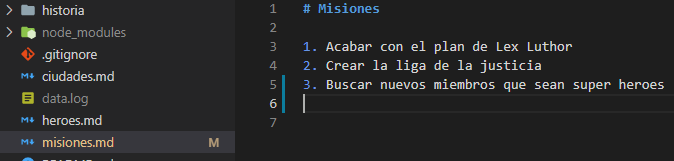 historia
node_modules
.gitignore
ciudades.md
data.log
heroes.md
misiones.md M
1 # Misiones
2
3 1. Acabar con el plan de Lex Luthor
4 2. Crear la liga de la justicia
5 3. Buscar nuevos miembros que sean super heroes
6
7